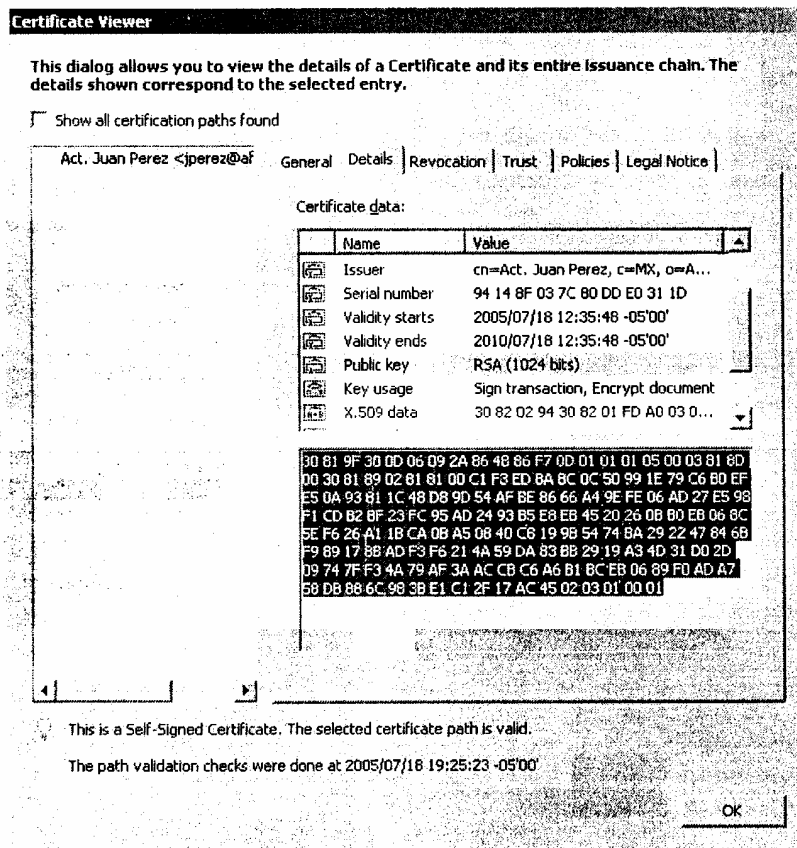 Certificate Viewer
This dialog allows you to view the details of a Certificate and its entire issuance chain. The
details shown correspond to the selected entry.
Show all certification paths found
Act. Juan Perez <jperez@af
General Details Revocation Trust Policies Legal Notice
Certificate data:
Name Value
Issuer cn=Act. Juan Perez, c=MX, o=A...
Serial number 94 14 8F 03 7C 80 DD E0 31 1D
Validity starts 2005/07/18 12:35:48 -05'00'
Validity ends 2010/07/18 12:35:48 -05'00'
Public key RSA (1024 bits)
Key usage Sign transaction, Encrypt document
X.509 data 30 82 02 94 30 82 01 FD A0 03 0...
30 81 9F 30 0D 06 09 2A 86 48 86 F7 0D 01 01 01 05 00 03 81 8D
00 30 81 89 02 81 81 00 C1 F3 ED 8A 8C 0C 50 99 1E 79 C6 80 EF
E5 0A 93 81 1C 48 D8 9D 54 AF BE 86 66 A4 9E FE 06 AD 27 E5 98
F1 CD B2 8F 23 FC 95 AD 24 93 B5 E8 EB 45 20 26 0B B0 EB 06 8C
5E F6 26 A1 1B CA 0B A5 08 40 C8 19 9B 54 74 8A 29 22 47 84 6B
F9 89 17 8B AD F3 F6 21 4A 59 DA 83 BB 29 19 A3 4D 31 D0 2D
09 74 7F F3 4A 79 AF 3A AC CB C6 A6 B1 8C EB 06 89 F0 AD A7
58 DB 88 6C 98 3B E1 C1 2F 17 AC 45 02 03 01 00 01
This is a Self-Signed Certificate. The selected certificate path is valid.
The path validation checks were done at 2005/07/18 19:25:23 -05'00'
OK